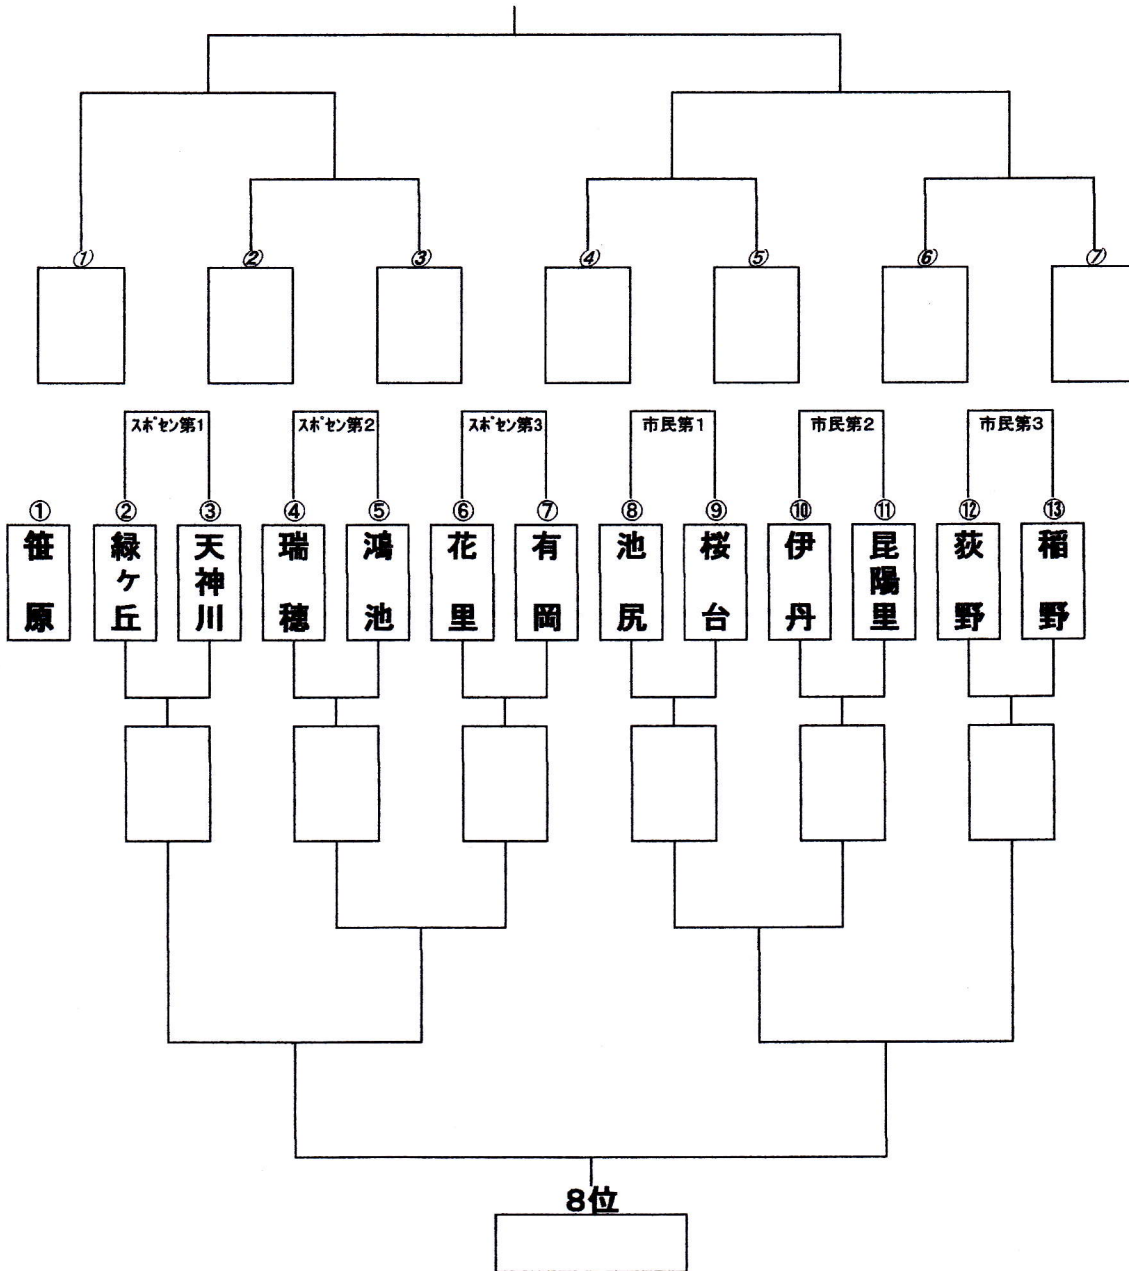 ① ② ③ ④ ⑤ ⑥ ⑦
スポセン第1 スポセン第2 スポセン第3 市民第1 市民第2 市民第3
① ② ③ ④ ⑤ ⑥ ⑦ ⑧ ⑨ ⑩ ⑪ ⑫ ⑬
笹原 緑ヶ丘 天神川 瑞穂 鴻池 花里 有岡 池尻 桜台 伊丹 昆陽里 荻野 稲野
8位